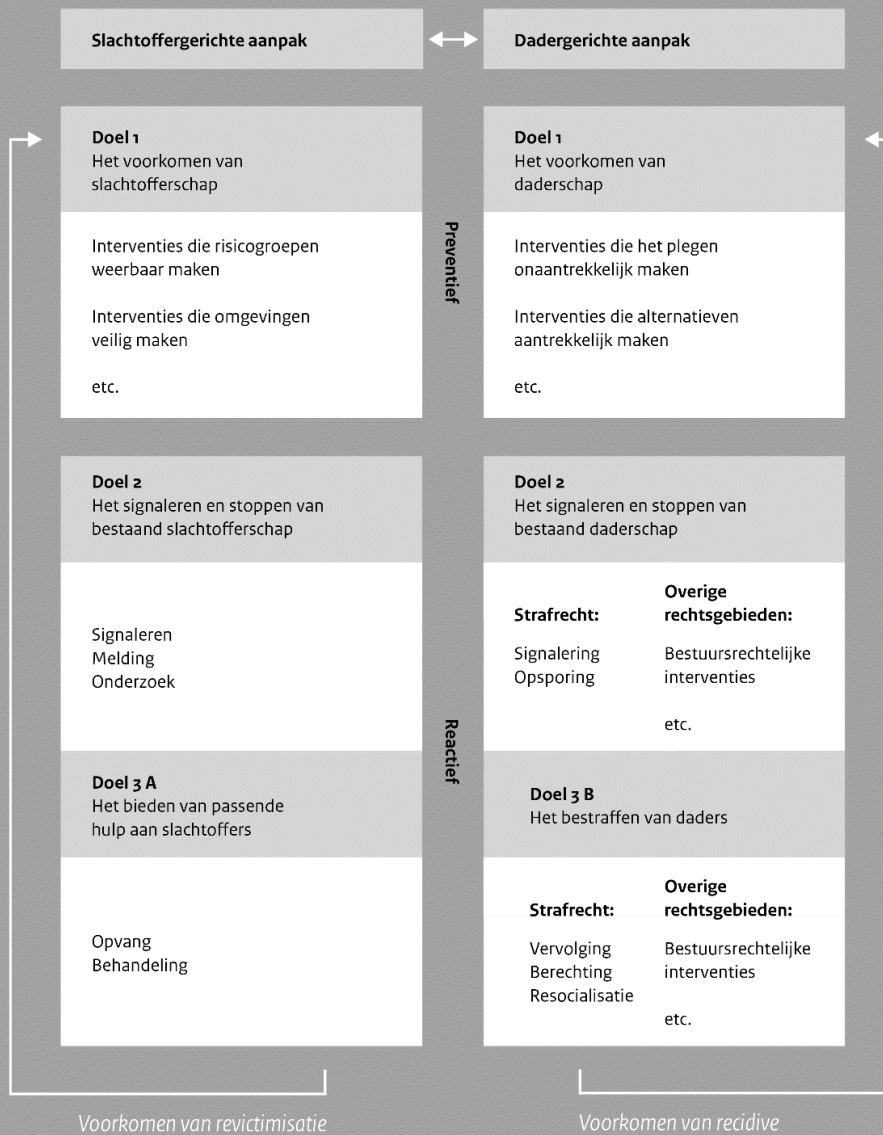 Slachtoffergerichte aanpak
Dadergerichte aanpak
Doel 1
Het voorkomen van
slachtofferschap
Interventies die risicogroepen
weerbaar maken
Interventies die omgevingen
veilig maken
etc.
Preventief
Doel 1
Het voorkomen van
daderschap
Interventies die het plegen
onaantrekkelijk maken
Interventies die alternatieven
aantrekkelijk maken
etc.
Doel 2
Het signaleren en stoppen van
bestaand slachtofferschap
Signaleren
Melding
Onderzoek
Doel 3 A
Het bieden van passende
hulp aan slachtoffers
Opvang
Behandeling
Reactief
Doel 2
Het signaleren en stoppen van
bestaand daderschap
Strafrecht:
Signalering
Opsporing
Overige
rechtsgebieden:
Bestuursrechtelijke
interventies
etc.
Doel 3 B
Het bestraffen van daders
Strafrecht:
Vervolging
Berechting
Resocialisatie
Overige
rechtsgebieden:
Bestuursrechtelijke
interventies
etc.
Voorkomen van revictimisatie
Voorkomen van recidive